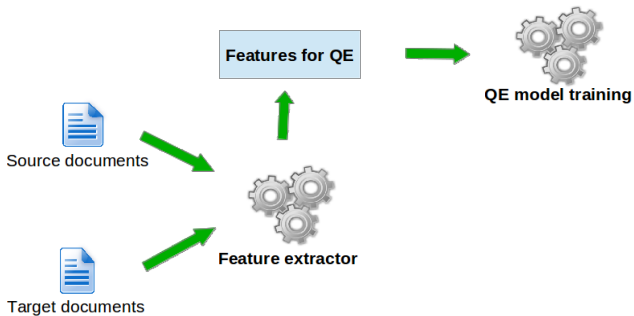 Features for QE
QE model training
Source documents
Feature extractor
Target documents